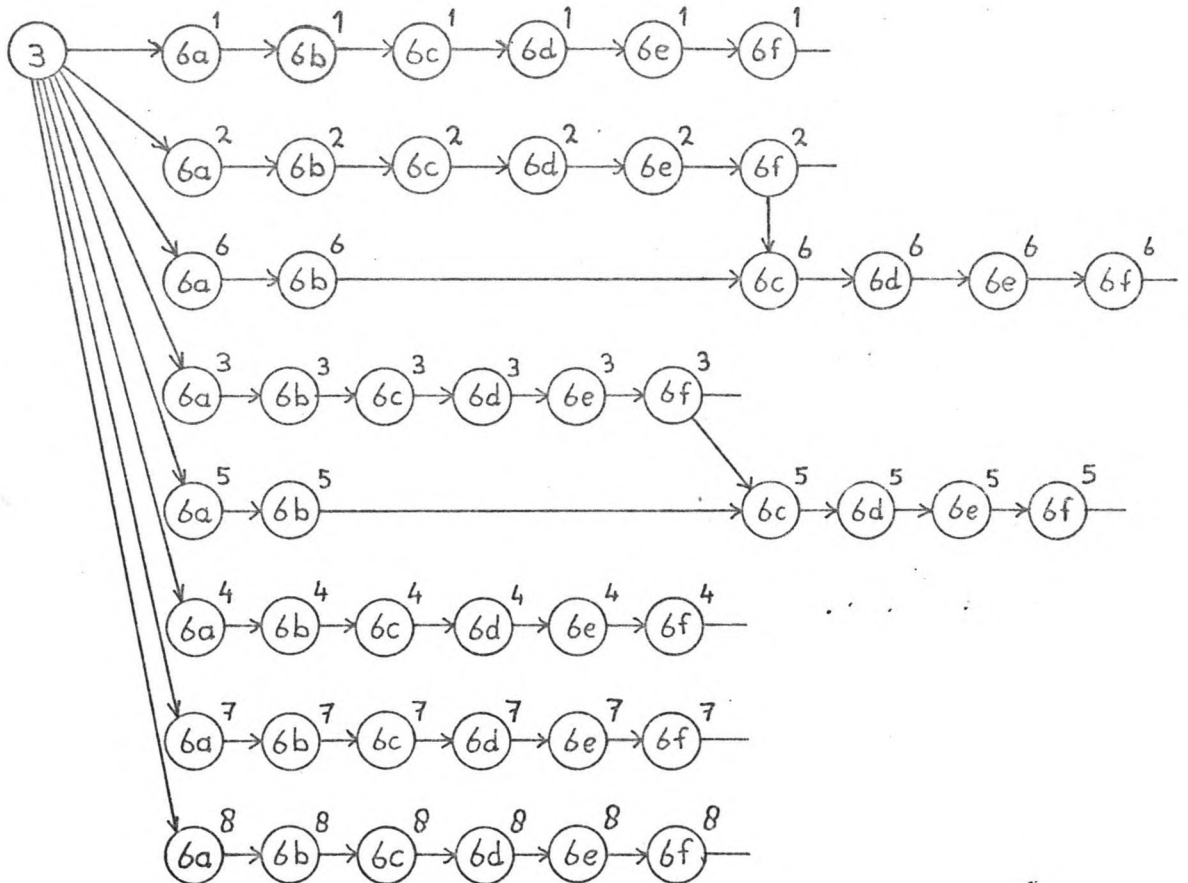 1 1 1 1 1 1
3 6a 6b 6c 6d 6e 6f
2 2 2 2 2 2
6a 6b 6c 6d 6e 6f
6 6 6 6 6 6
6a 6b 6c 6d 6e 6f
3 3 3 3 3 3
6a 6b 6c 6d 6e 6f
5 5 5 5 5 5
6a 6b 6c 6d 6e 6f
4 4 4 4 4 4
6a 6b 6c 6d 6e 6f
7 7 7 7 7 7
6a 6b 6c 6d 6e 6f
8 8 8 8 8 8
6a 6b 6c 6d 6e 6f